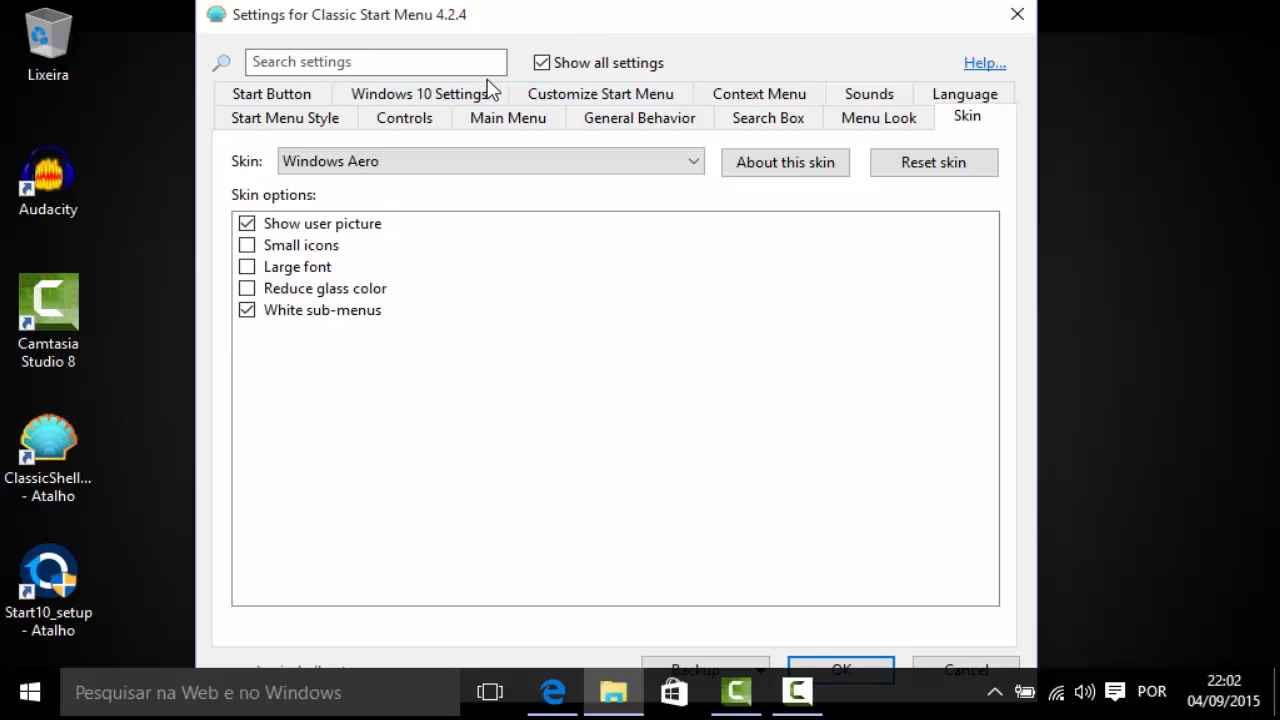 Settings for Classic Start Menu 4.2.4
Search settings
Show all settings
Help...
Start Button
Windows 10 Settings
Customize Start Menu
Context Menu
Sounds
Language
Start Menu Style
Controls
Main Menu
General Behavior
Search Box
Menu Look
Skin
Skin:
Windows Aero
About this skin
Reset skin
Skin options:
Show user picture
Small icons
Large font
Reduce glass color
White sub-menus
Backup
OK
Cancel
Lixeira
Audacity
Camtasia
Studio 8
ClassicShell...
- Atalho
Start10_setup
- Atalho
Pesquisar na Web e no Windows
POR
22:02
04/09/2015